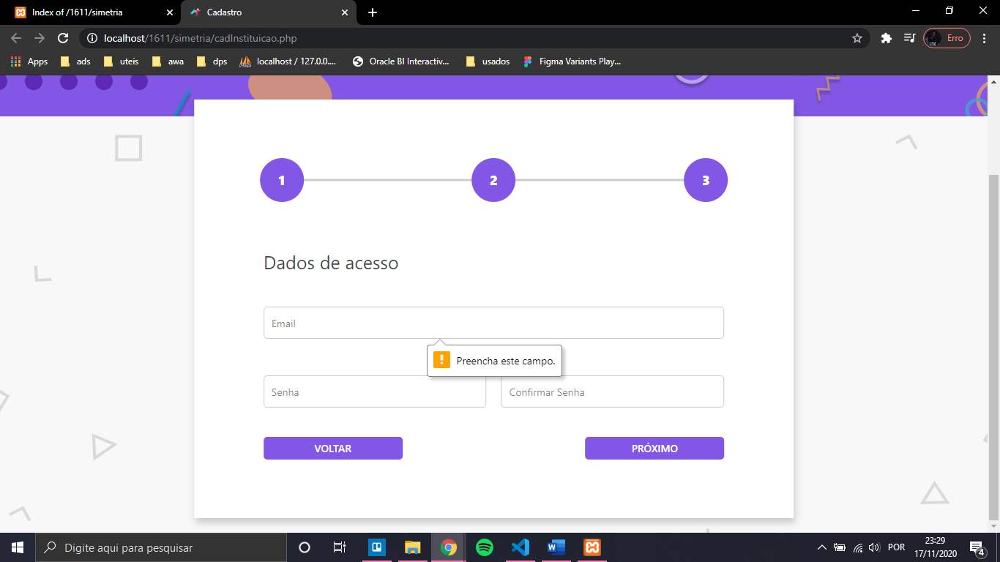 Index of /1611/simetria
Cadastro
localhost/1611/simetria/cadInstituicao.php
Erro
Apps
ads
uteis
awa
dps
localhost / 127.0.0....
Oracle BI Interactiv...
usados
Figma Variants Play...
1
2
3
Dados de acesso
Email
Preencha este campo.
Senha
Confirmar Senha
VOLTAR
PRÓXIMO
Digite aqui para pesquisar
POR
23:29
17/11/2020
4